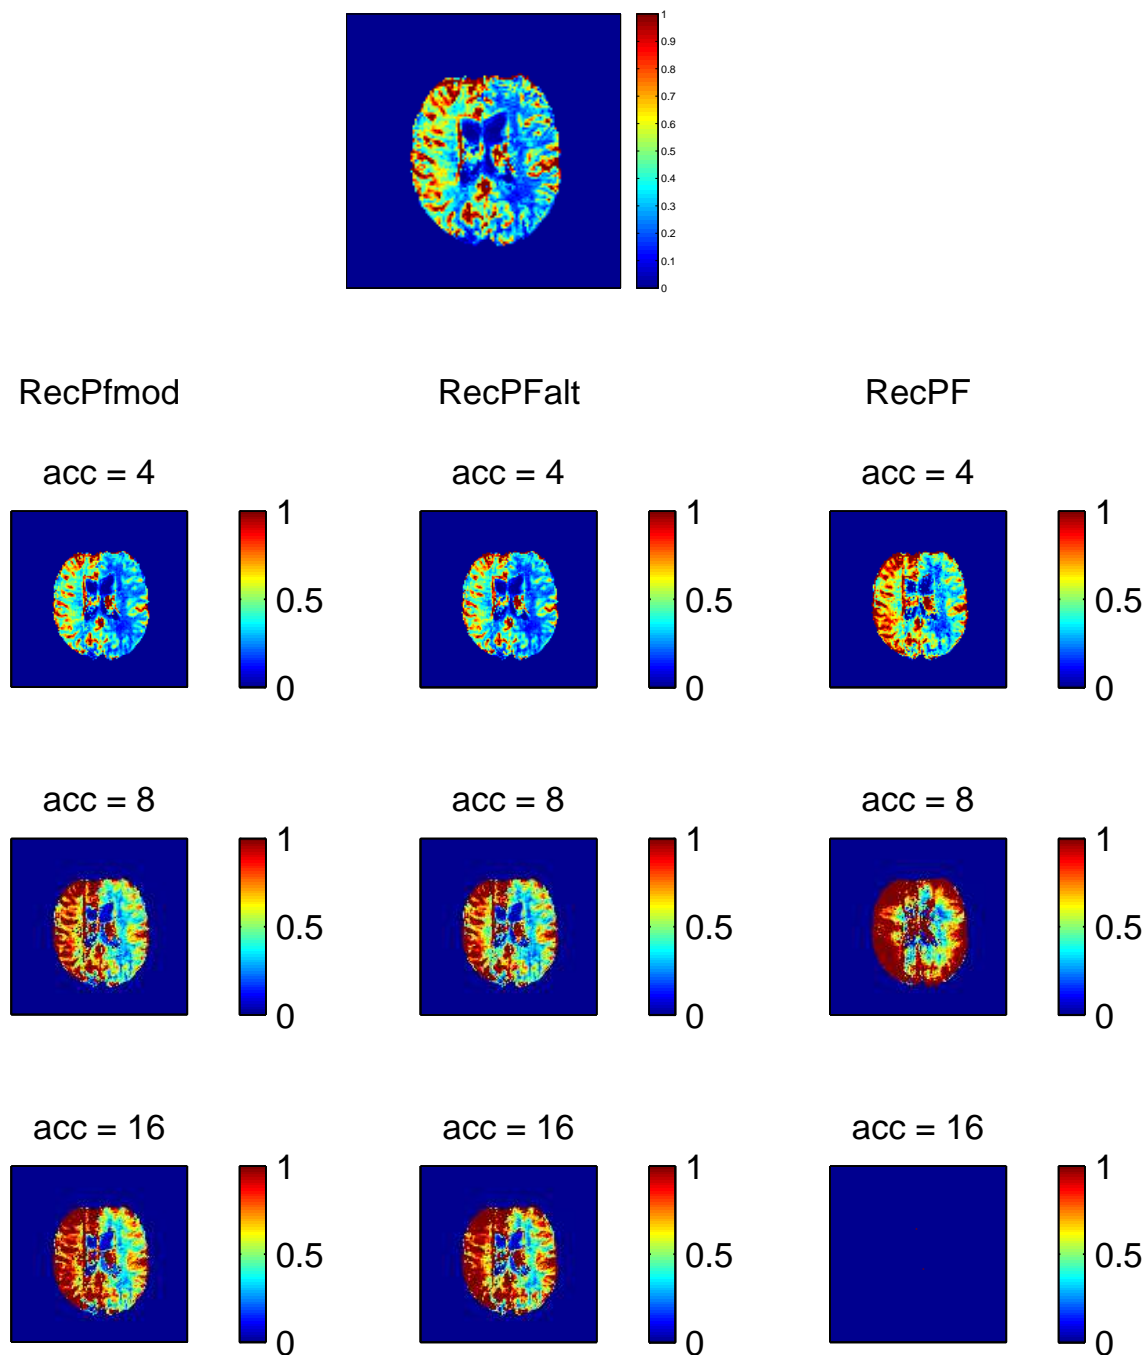 1
0.9
0.8
0.7
0.6
0.5
0.4
0.3
0.2
0.1
0
RecPfmod RecPFalt RecPF
acc = 4 acc = 4 acc = 4
1 1 1
0.5 0.5 0.5
0 0 0
acc = 8 acc = 8 acc = 8
1 1 1
0.5 0.5 0.5
0 0 0
acc = 16 acc = 16 acc = 16
1 1 1
0.5 0.5 0.5
0 0 0